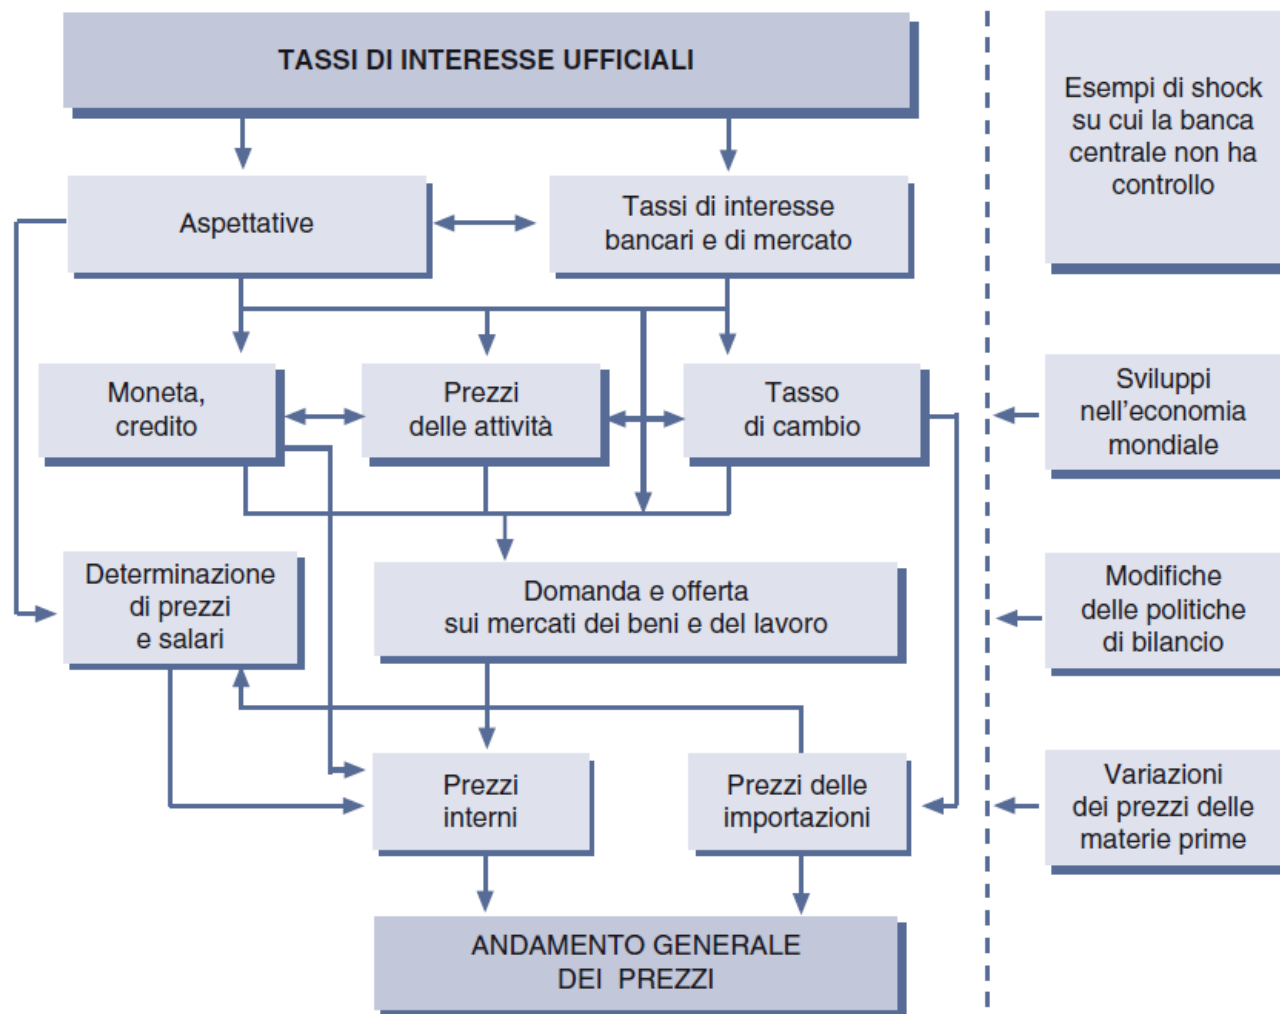 TASSI DI INTERESSE UFFICIALI
Esempi di shock
su cui la banca
centrale non ha
controllo
Aspettative
Tassi di interesse
bancari e di mercato
Moneta,
credito
Prezzi
delle attività
Tasso
di cambio
Sviluppi
nell'economia
mondiale
Determinazione
di prezzi
e salari
Domanda e offerta
sui mercati dei beni e del lavoro
Modifiche
delle politiche
di bilancio
Prezzi
interni
Prezzi delle
importazioni
Variazioni
dei prezzi delle
materie prime
ANDAMENTO GENERALE
DEI PREZZI